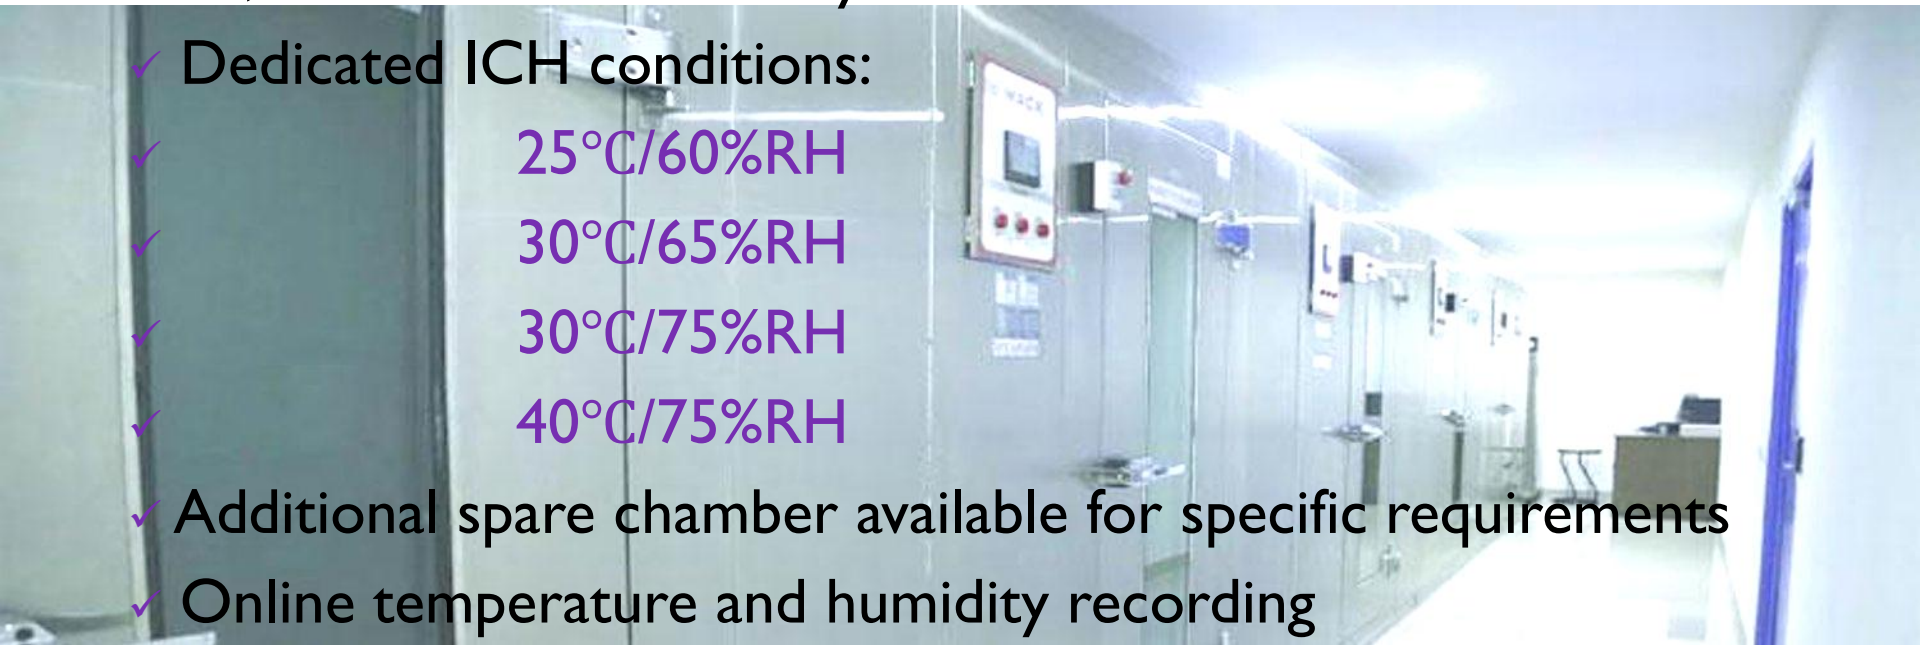 ✓ Dedicated ICH conditions:
✓ 25℃/60%RH
✓ 30℃/65%RH
✓ 30℃/75%RH
✓ 40℃/75%RH
✓ Additional spare chamber available for specific requirements
✓ Online temperature and humidity recording